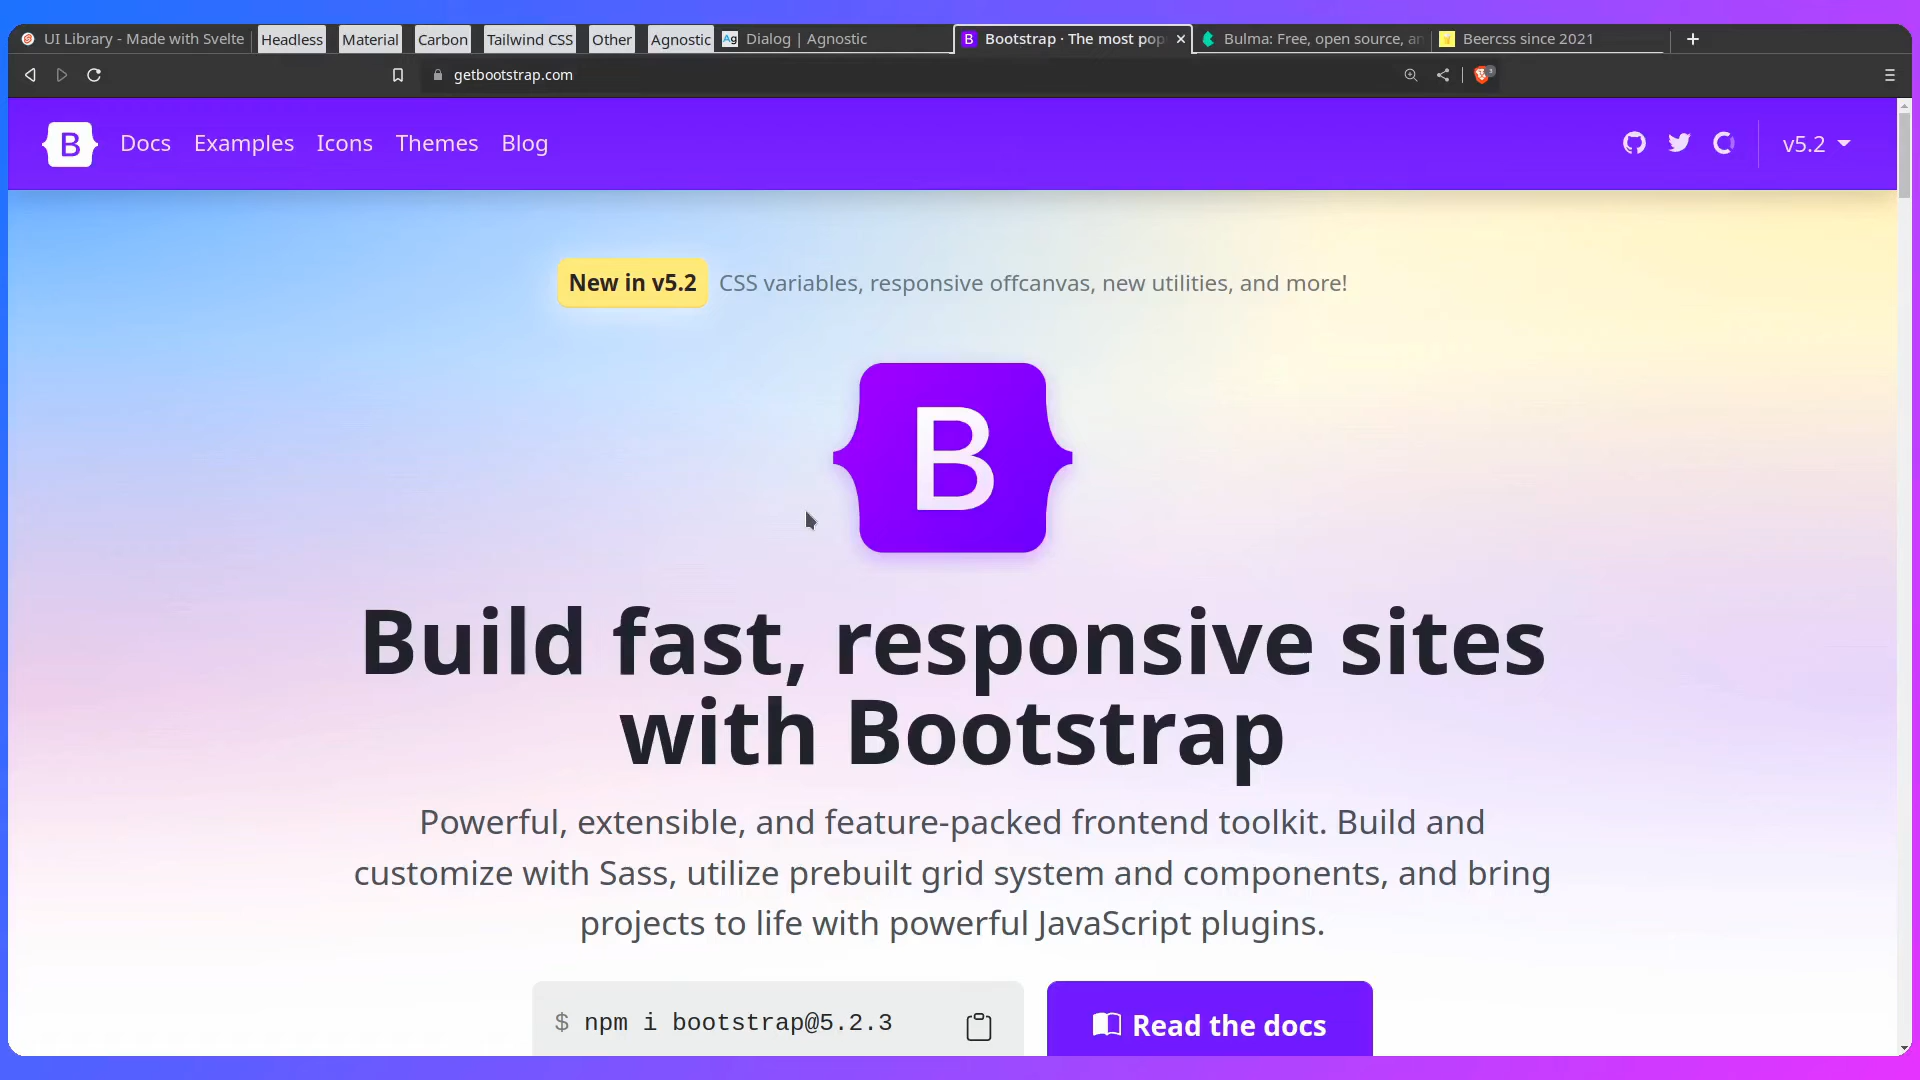 UI Library - Made with Svelte
Headless
Material
Carbon
Tailwind CSS
Other
Agnostic
Ag
Dialog | Agnostic
B
Bootstrap · The most pop
Bulma: Free, open source, an
Beercss since 2021
getbootstrap.com
3
B
Docs
Examples
Icons
Themes
Blog
v5.2
New in v5.2
CSS variables, responsive offcanvas, new utilities, and more!
B
Build fast, responsive sites
with Bootstrap
Powerful, extensible, and feature-packed frontend toolkit. Build and
customize with Sass, utilize prebuilt grid system and components, and bring
projects to life with powerful JavaScript plugins.
$ npm i bootstrap@5.2.3
Read the docs